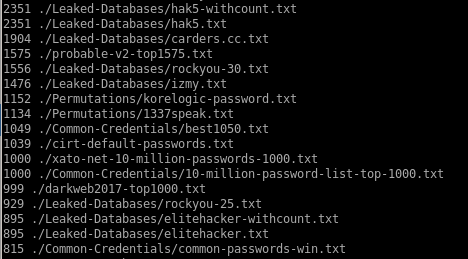 2351 ./Leaked-Databases/hak5-withcount.txt
2351 ./Leaked-Databases/hak5.txt
1904 ./Leaked-Databases/carders.cc.txt
1575 ./probable-v2-top1575.txt
1556 ./Leaked-Databases/rockyou-30.txt
1476 ./Leaked-Databases/izmy.txt
1152 ./Permutations/korelogic-password.txt
1134 ./Permutations/1337speak.txt
1049 ./Common-Credentials/best1050.txt
1039 ./cirt-default-passwords.txt
1000 ./xato-net-10-million-passwords-1000.txt
1000 ./Common-Credentials/10-million-password-list-top-1000.txt
999 ./darkweb2017-top1000.txt
929 ./Leaked-Databases/rockyou-25.txt
895 ./Leaked-Databases/elitehacker-withcount.txt
895 ./Leaked-Databases/elitehacker.txt
815 ./Common-Credentials/common-passwords-win.txt